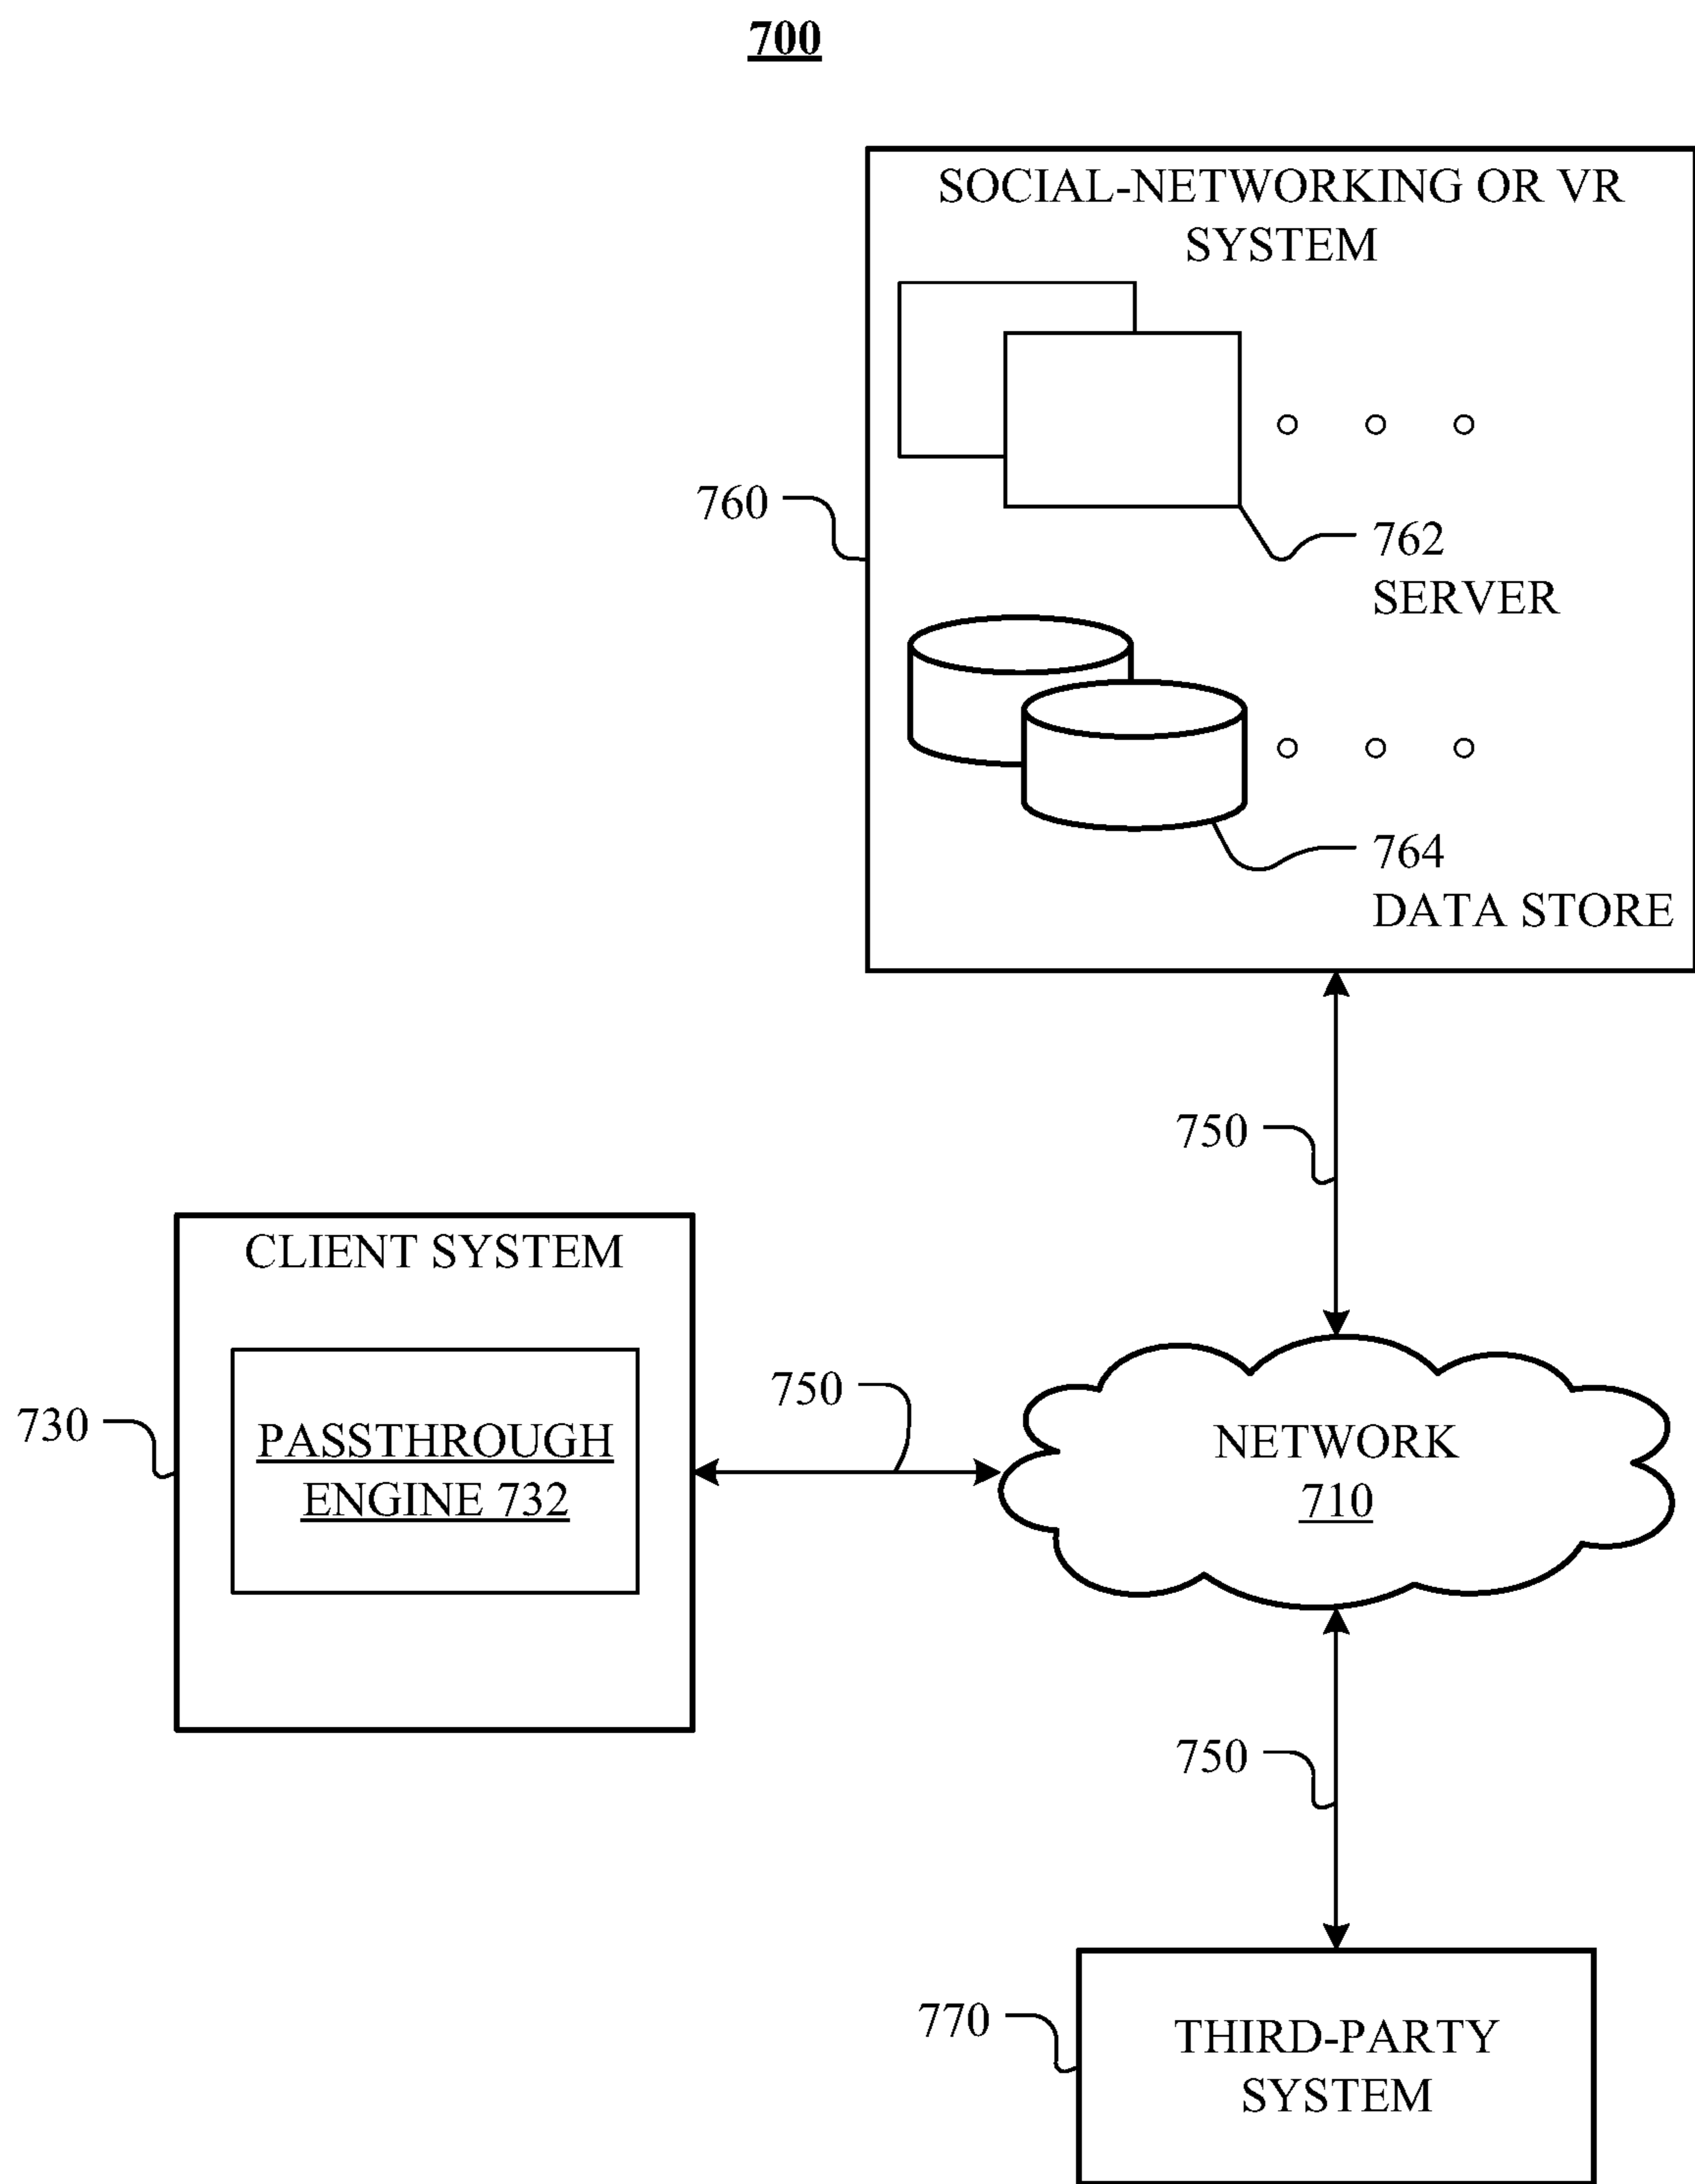 700
SOCIAL-NETWORKING OR VR
SYSTEM
760
762
SERVER
764
DATA STORE
750
CLIENT SYSTEM
730
PASSTHROUGH
ENGINE 732
750
NETWORK
710
750
770
THIRD-PARTY
SYSTEM